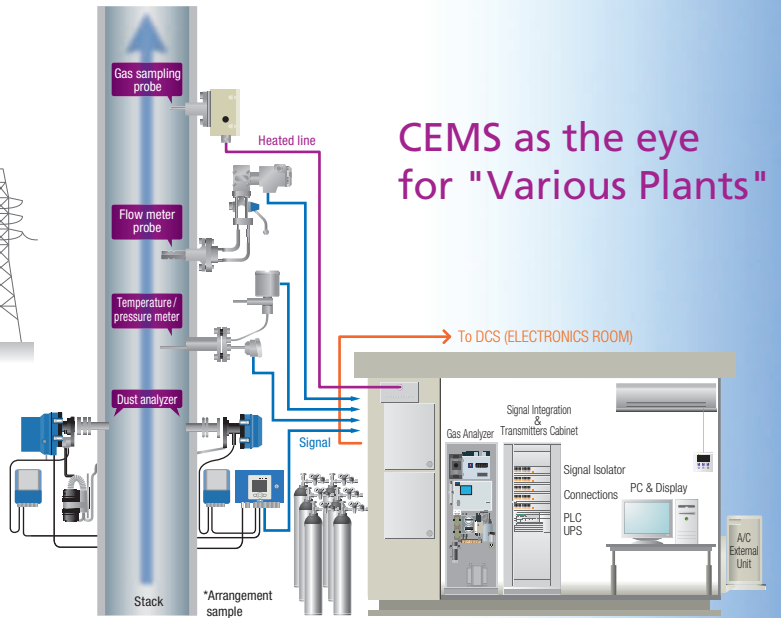 CEMS as the eye
for "Various Plants"
Gas sampling
probe
Heated line
Flow meter
probe
Temperature/
pressure meter
To DCS (ELECTRONICS ROOM)
Dust analyzer
Signal
Gas Analyzer
Signal Integration
&
Transmitters Cabinet
Signal Isolator
Connections
PLC
UPS
PC & Display
A/C
External
Unit
Stack
*Arrangement
sample